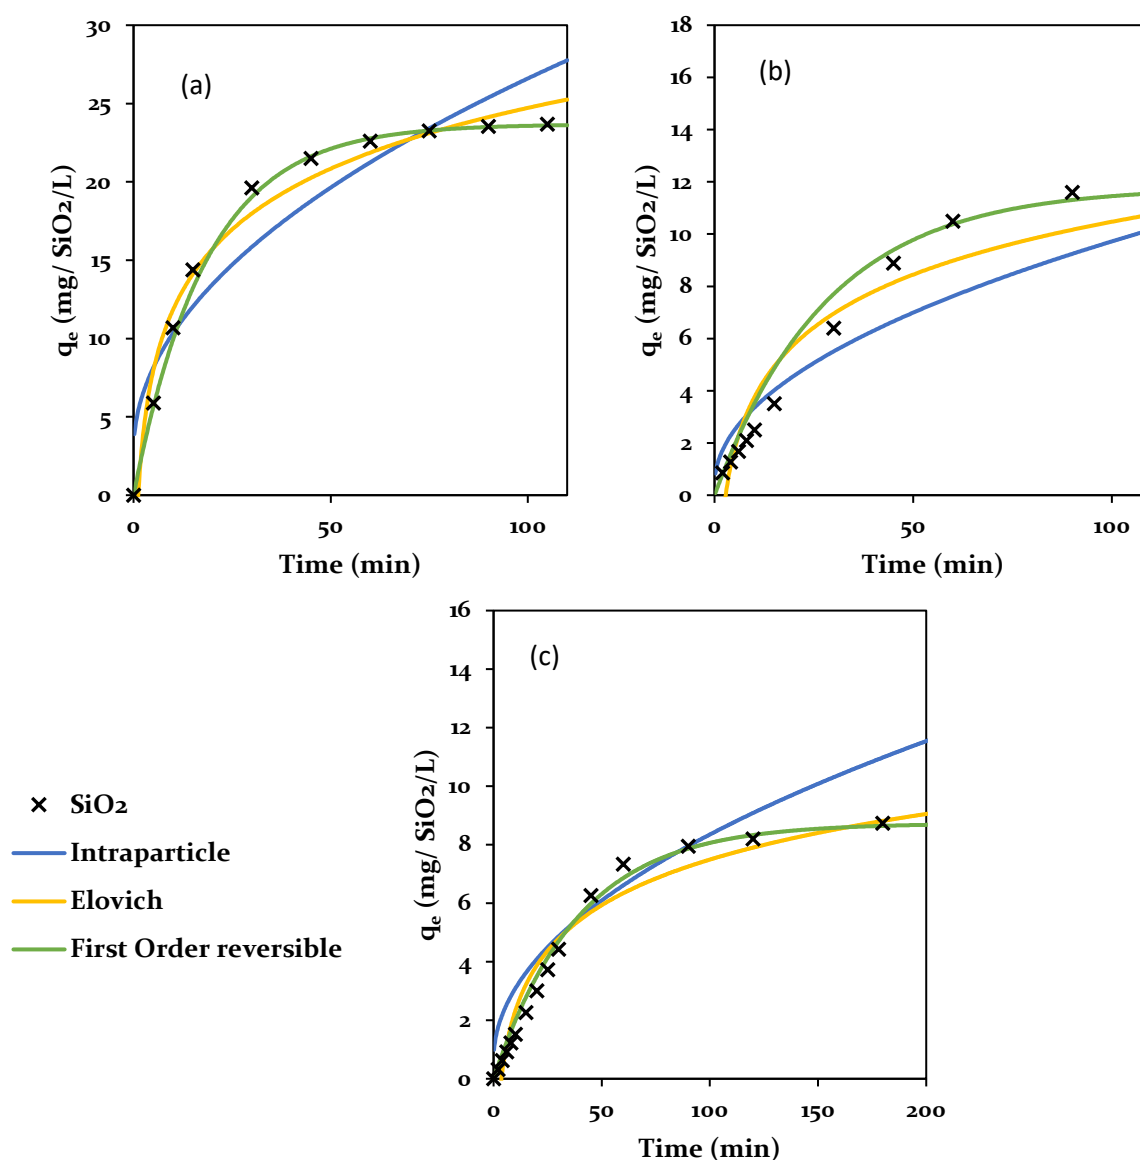 (a)
30
25
20
15
10
5
0
qₑ (mg/ SiO2/L)
0 50 100
Time (min)
(b)
18
16
14
12
10
8
6
4
2
0
qₑ (mg/ SiO2/L)
0 50 100
Time (min)
(c)
16
14
12
10
8
6
4
2
0
qₑ (mg/ SiO2/L)
0 50 100 150 200
Time (min)
SiO2
Intraparticle
Elovich
First Order reversible